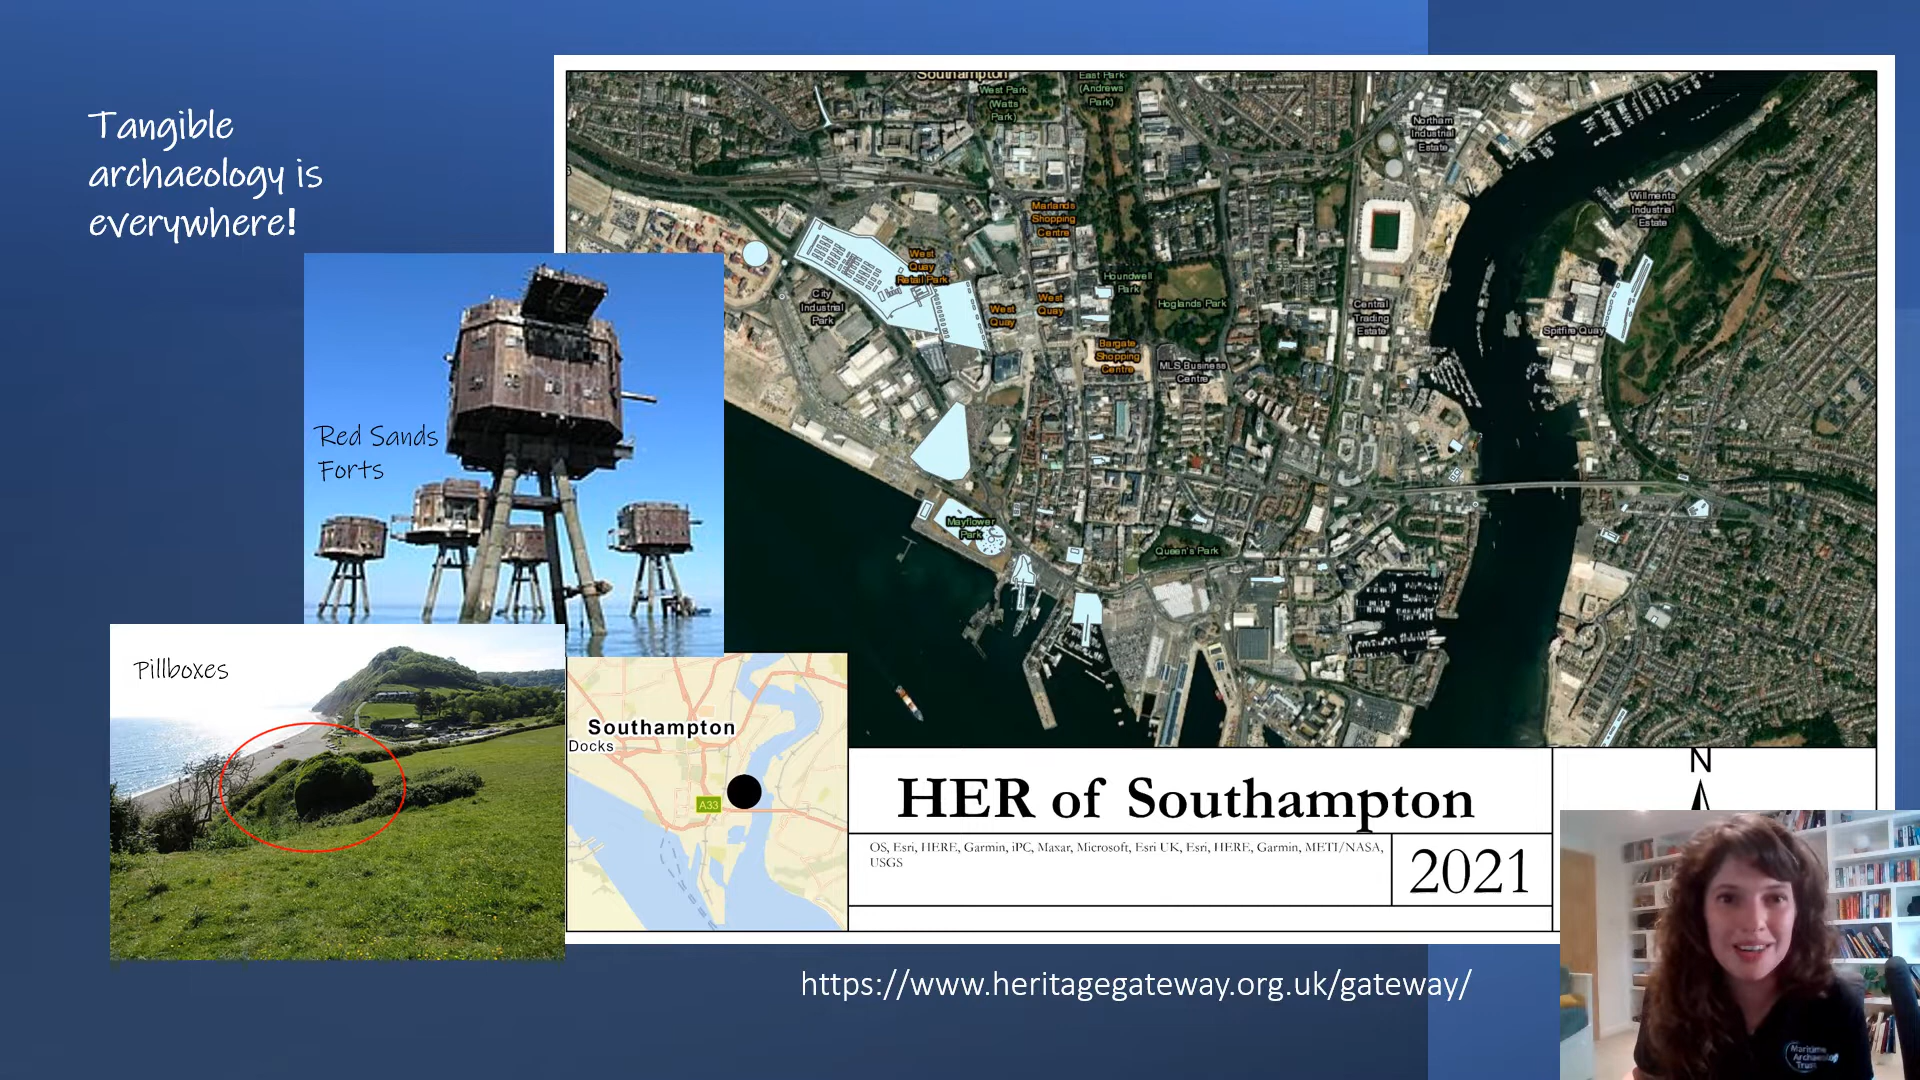 Tangible
archaeology is
everywhere!
Red Sands
Forts
Pillboxes
Southampton
West Park
(Watts
Park)
East Park
(Andrews
Park)
Northam
Industrial
Estate
Willments
Industrial
Estate
Marlands
Shopping
Centre
West
Quay
Retail Park
City
Industrial
Park
West
Quay
West
Quay
Houndwell
Park
Hoglands Park
Central
Trading
Estate
Spitfire Quay
Bargate
Shopping
Centre
MLS Business
Centre
Mayflower
Park
Queen's Park
Southampton
Docks
A33
HER of Southampton
OS, Esri, HERE, Garmin, iPC, Maxar, Microsoft, Esri UK, Esri, HERE, Garmin, METI/NASA,
USGS
2021
N
https://www.heritagegateway.org.uk/gateway/
Maritime
Archaeology
Trust